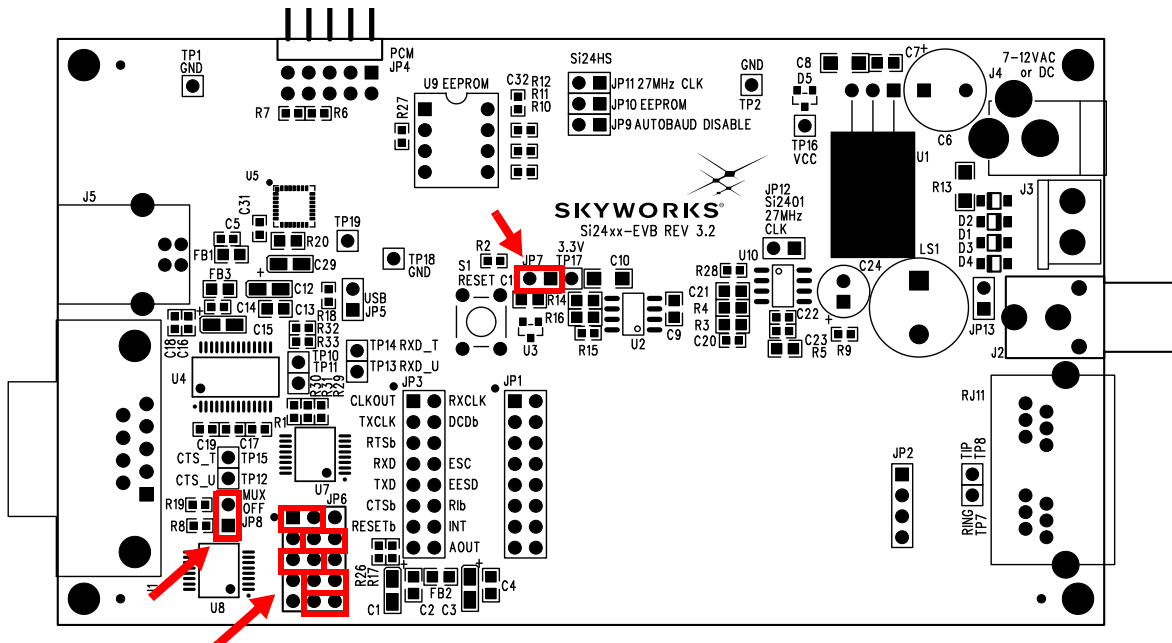 TP1
GND
PCM
JP4
R7
R6
R27
U9 EEPROM
C32
R12
R11
R10
Si24HS
JP11 27MHz CLK
JP10 EEPROM
JP9 AUTOBAUD DISABLE
GND
TP2
C8
C7
D5
TP16
VCC
7-12VAC
or DC
J4
C6
U1
R13
J3
D2
D1
D3
D4
J5
U5
C31
C5
FB1
R20
TP19
C29
TP18
GND
SKYWORKS®
Si24xx-EVB REV 3.2
JP12
Si2401
27MHz
CLK
FB3
C12
C14
C13
C15
C18
C16
R18
USB
JP5
R2
S1
RESET
JP7
3.3V
TP17
C10
R14
R16
R15
U3
U2
C9
U10
R28
C21
R4
R3
C20
C24
LS1
C22
C23
R5
R9
JP13
J2
R32
R33
TP10
TP11
TP14 RXD_T
TP13 RXD_U
U4
R30
R31
R29
R1
C19
C17
CTS_T
TP15
CTS_U
TP12
U7
JP3
JP1
CLKOUT
RXCLK
TXCLK
DCDb
RTSb
RXD
ESC
TXD
EESD
CTSb
RIb
RESETb
INT
AOUT
JP2
RJ11
TIP
TP8
RING
TP7
R19
R8
MUX
OFF
JP8
JP6
U8
R26
R17
C1
C2
FB2
C3
C4